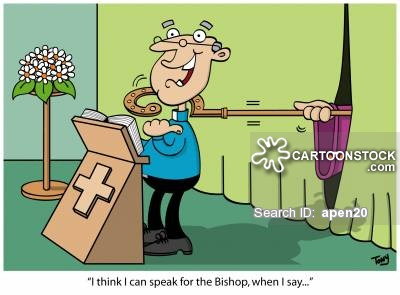 CARTOONSTOCK
.com
Search ID: apen20
Tony
"I think I can speak for the Bishop, when I say..."